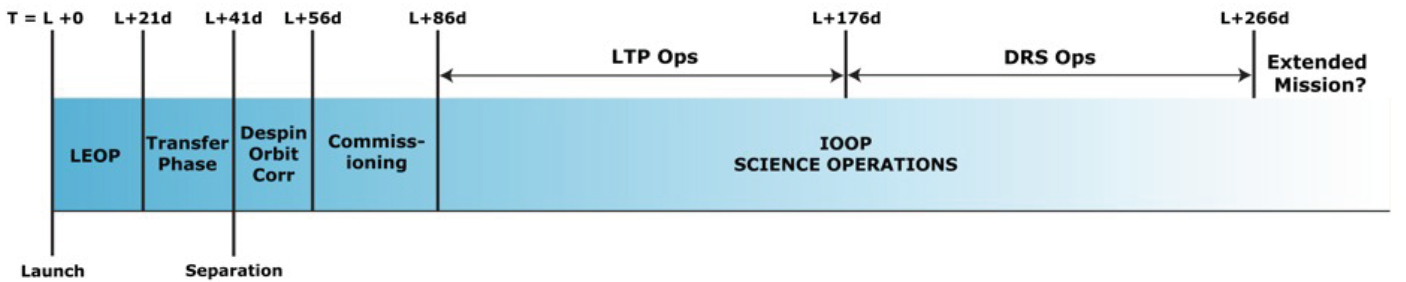 T = L +0 L+21d L+41d L+56d L+86d L+176d L+266d
LTP Ops DRS Ops Extended
Mission?
LEOP
Transfer
Phase
Despin
Orbit
Corr
Commiss-
ioning
IOOP
SCIENCE OPERATIONS
Launch Separation